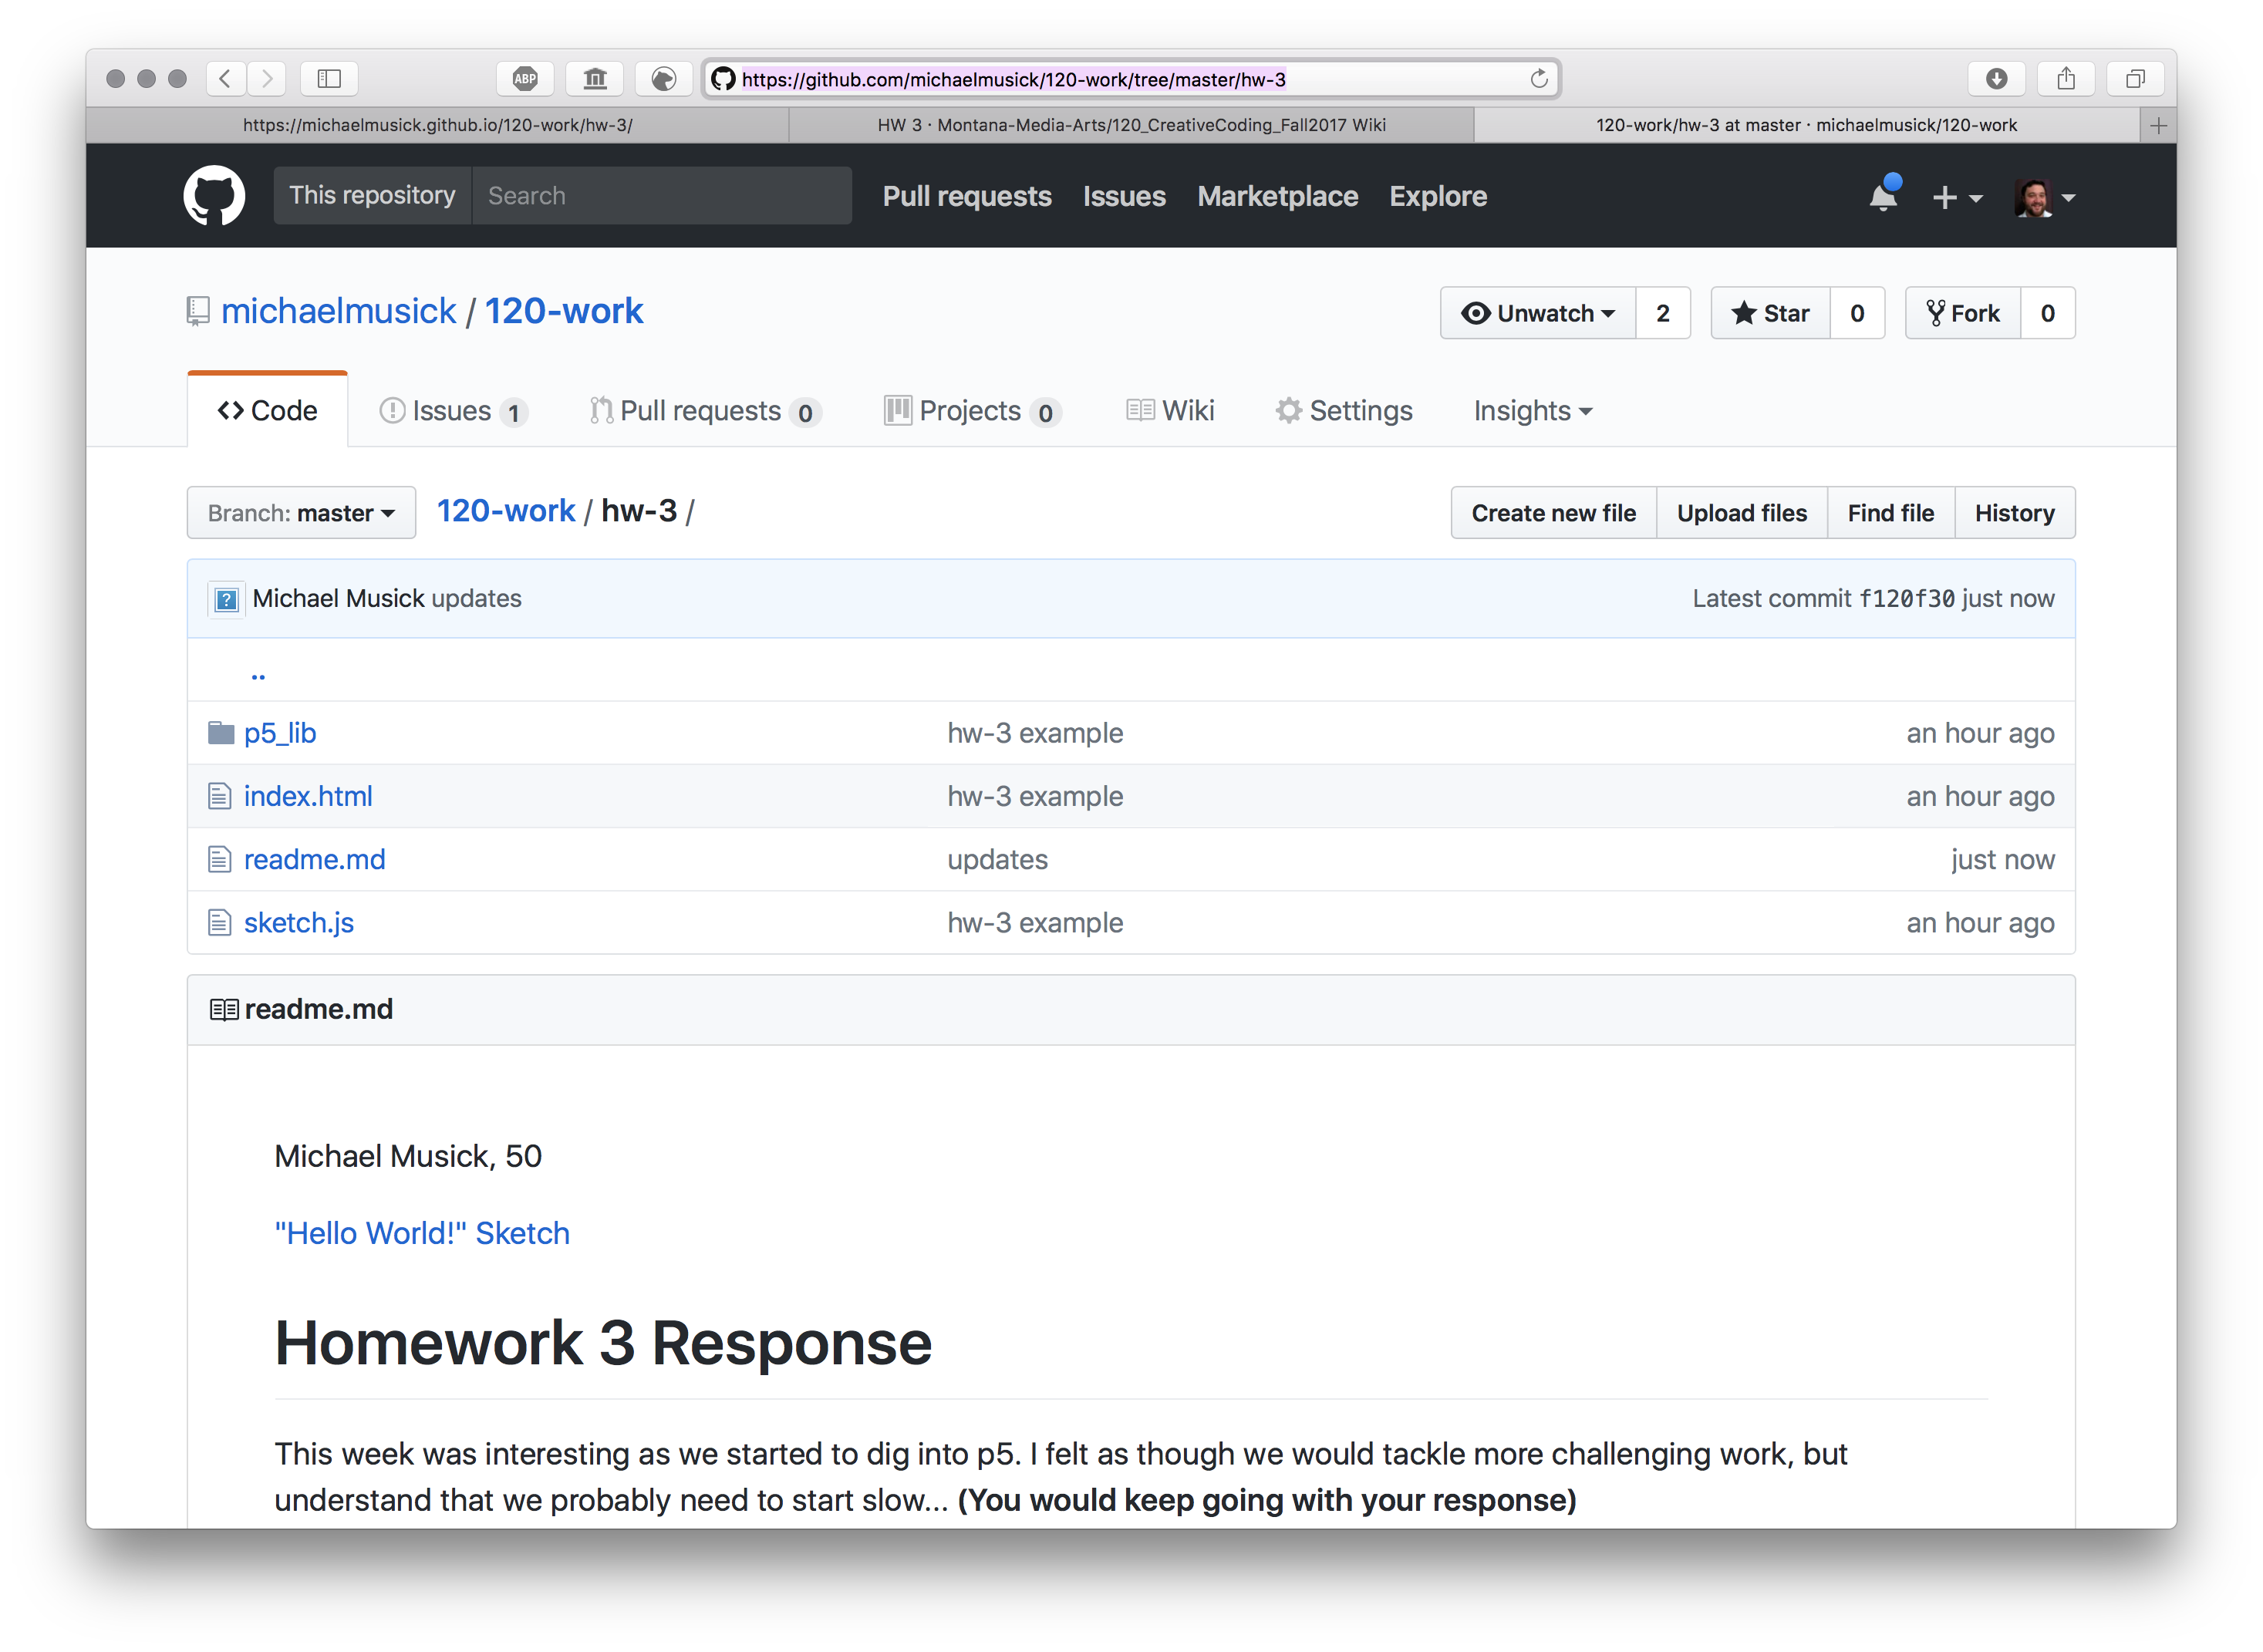 ABP
https://github.com/michaelmusick/120-work/tree/master/hw-3
https://michaelmusick.github.io/120-work/hw-3/
HW 3 · Montana-Media-Arts/120_CreativeCoding_Fall2017 Wiki
120-work/hw-3 at master · michaelmusick/120-work
This repository Search Pull requests Issues Marketplace Explore
michaelmusick / 120-work
Unwatch 2 Star 0 Fork 0
Code Issues 1 Pull requests 0 Projects 0 Wiki Settings Insights
Branch: master 120-work / hw-3 /
Create new file Upload files Find file History
Michael Musick updates Latest commit f120f30 just now
..
p5_lib hw-3 example an hour ago
index.html hw-3 example an hour ago
readme.md updates just now
sketch.js hw-3 example an hour ago
readme.md
Michael Musick, 50
"Hello World!" Sketch
Homework 3 Response
This week was interesting as we started to dig into p5. I felt as though we would tackle more challenging work, but
understand that we probably need to start slow... (You would keep going with your response)